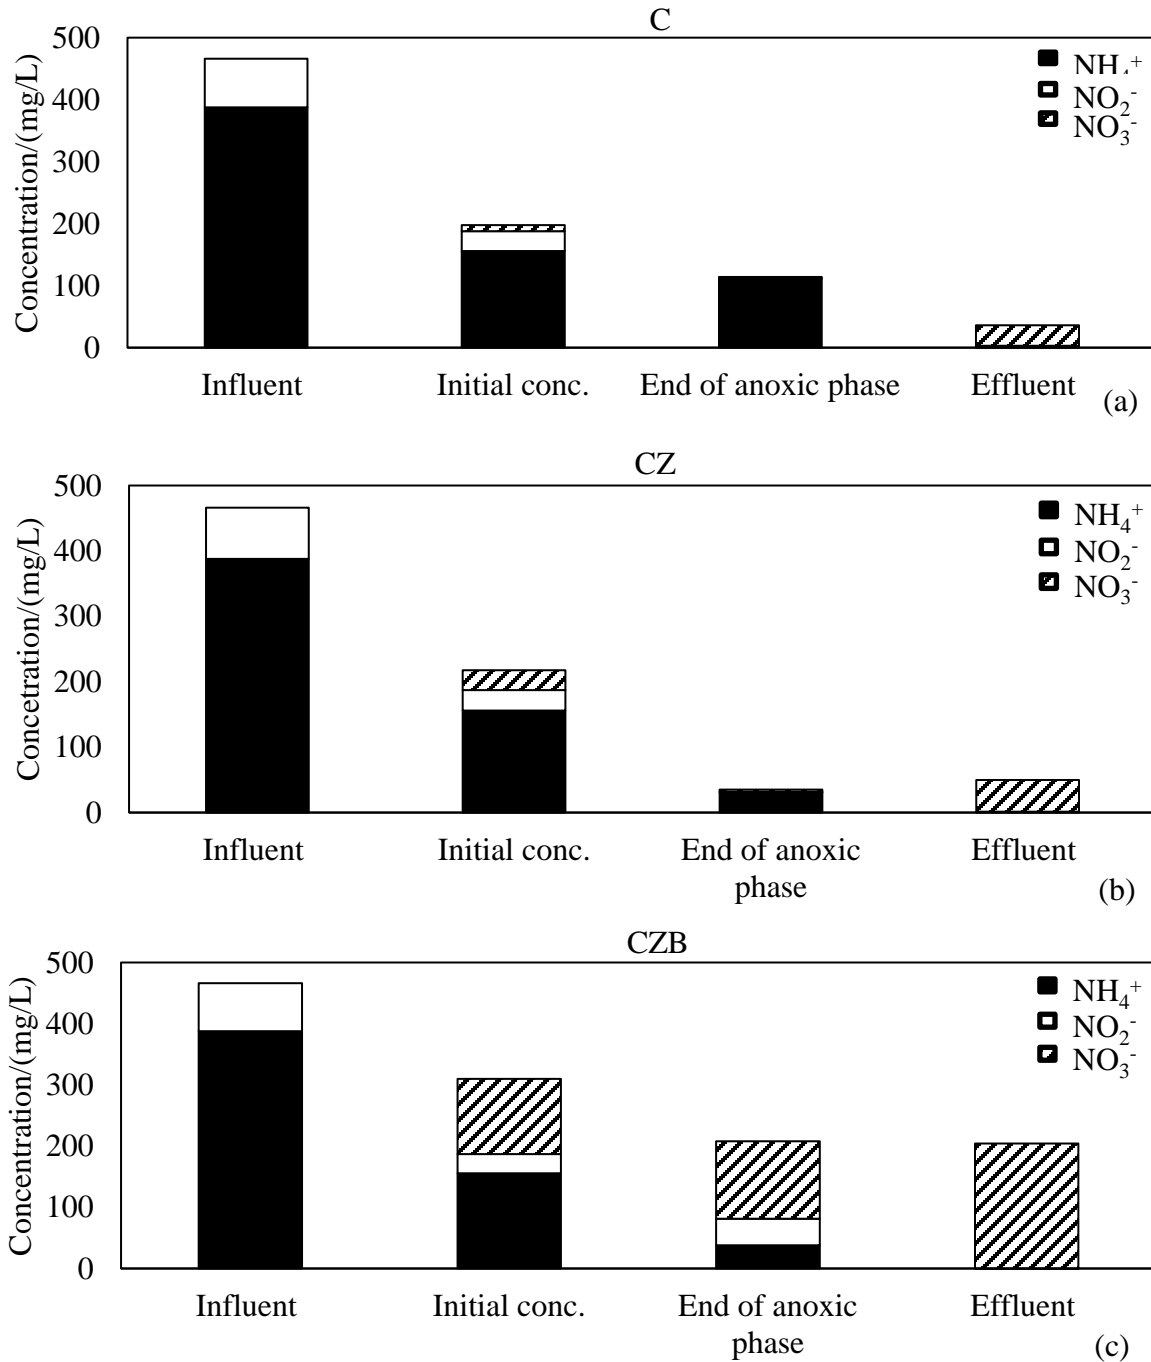 C
500
400
300
200
100
0
Concentration/(mg/L)
NH₄⁺
NO₂⁻
NO₃⁻
Influent
Initial conc.
End of anoxic phase
Effluent
(a)
CZ
500
400
300
200
100
0
Concetration/(mg/L)
NH₄⁺
NO₂⁻
NO₃⁻
Influent
Initial conc.
End of anoxic
phase
Effluent
(b)
CZB
500
400
300
200
100
0
Concentration/(mg/L)
NH₄⁺
NO₂⁻
NO₃⁻
Influent
Initial conc.
End of anoxic
phase
Effluent
(c)